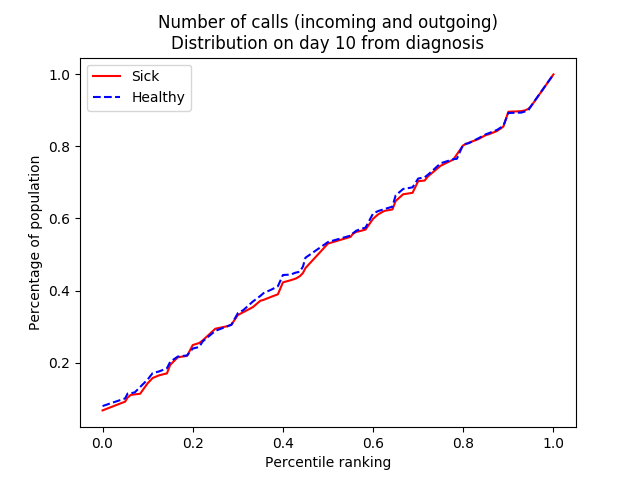 Number of calls (incoming and outgoing)
Distribution on day 10 from diagnosis
Sick
Healthy
Percentage of population
1.0
0.8
0.6
0.4
0.2
0.0 0.2 0.4 0.6 0.8 1.0
Percentile ranking